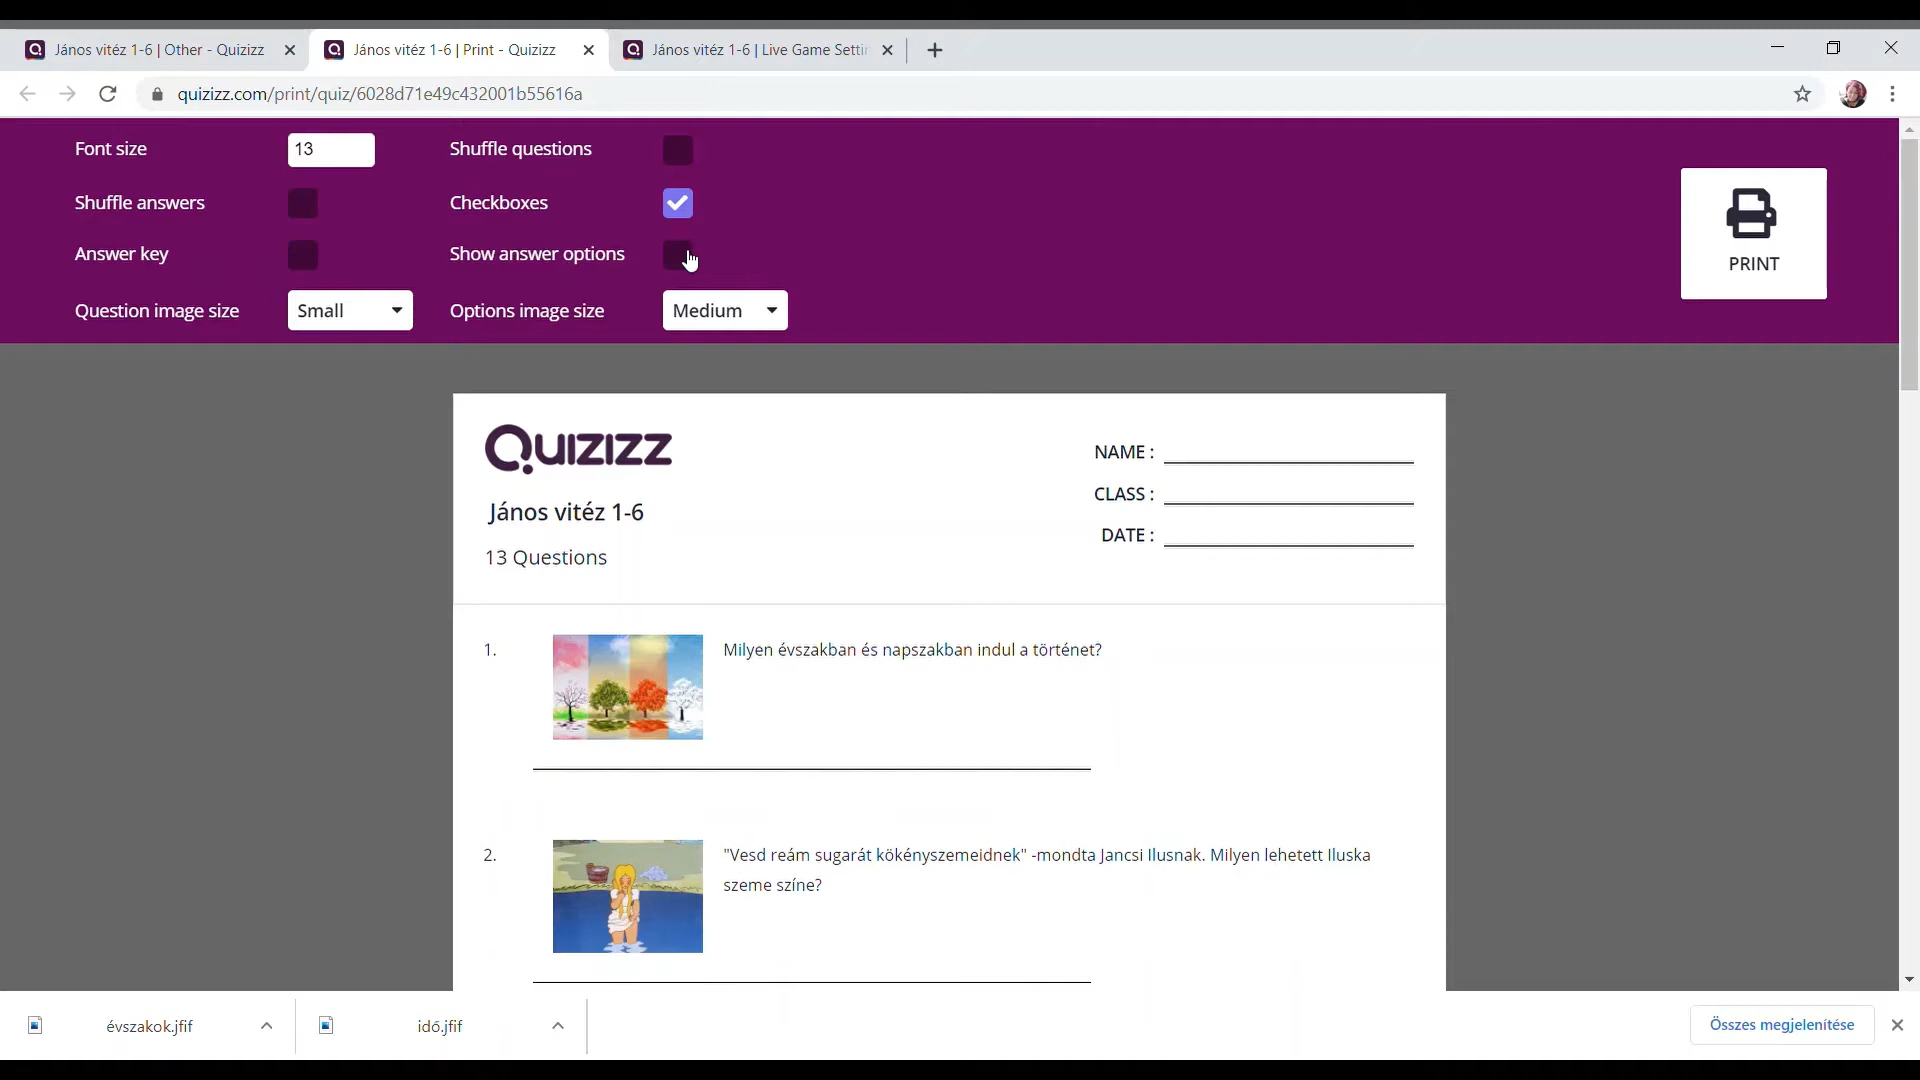 János vitéz 1-6 | Other - Quizizz
János vitéz 1-6 | Print - Quizizz
János vitéz 1-6 | Live Game Settin
quizizz.com/print/quiz/6028d71e49c432001b55616a
Font size 13 Shuffle questions
Shuffle answers Checkboxes
Answer key Show answer options
Question image size Small Options image size Medium
PRINT
Quizizz
NAME :
CLASS :
DATE :
János vitéz 1-6
13 Questions
1. Milyen évszakban és napszakban indul a történet?
2. "Vesd reám sugarát kökényszemeidnek" -mondta Jancsi Ilusnak. Milyen lehetett Iluska
szeme színe?
évszakok.jfif
idő.jfif
Összes megjelenítése